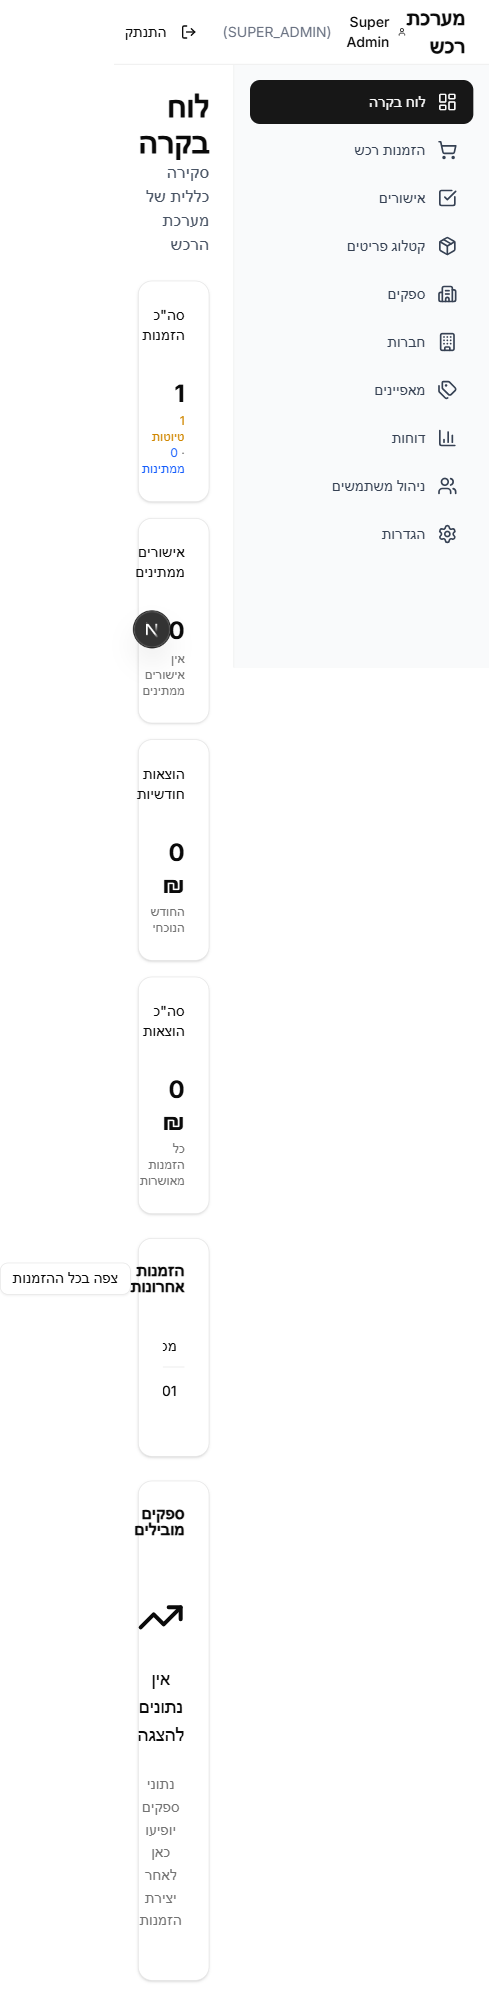 מערכת
רכש
Super
Admin
(SUPER_ADMIN)
התנתק
לוח בקרה
הזמנות רכש
אישורים
קטלוג פריטים
ספקים
חברות
מאפיינים
דוחות
ניהול משתמשים
הגדרות
לוח
בקרה
סקירה
כללית של
מערכת
הרכש
סה"כ
הזמנות
1
1
טיוטות
· 0
ממתינות
אישורים
ממתינים
0
אין
אישורים
ממתינים
הוצאות
חודשיות
0
₪
החודש
הנוכחי
סה"כ
הוצאות
0
₪
כל
הזמנות
מאושרות
הזמנות
אחרונות
צפה בכל ההזמנות
01
ספקים
מובילים
אין
נתונים
להצגה
נתוני
ספקים
יופיעו
כאן
לאחר
יצירת
הזמנות